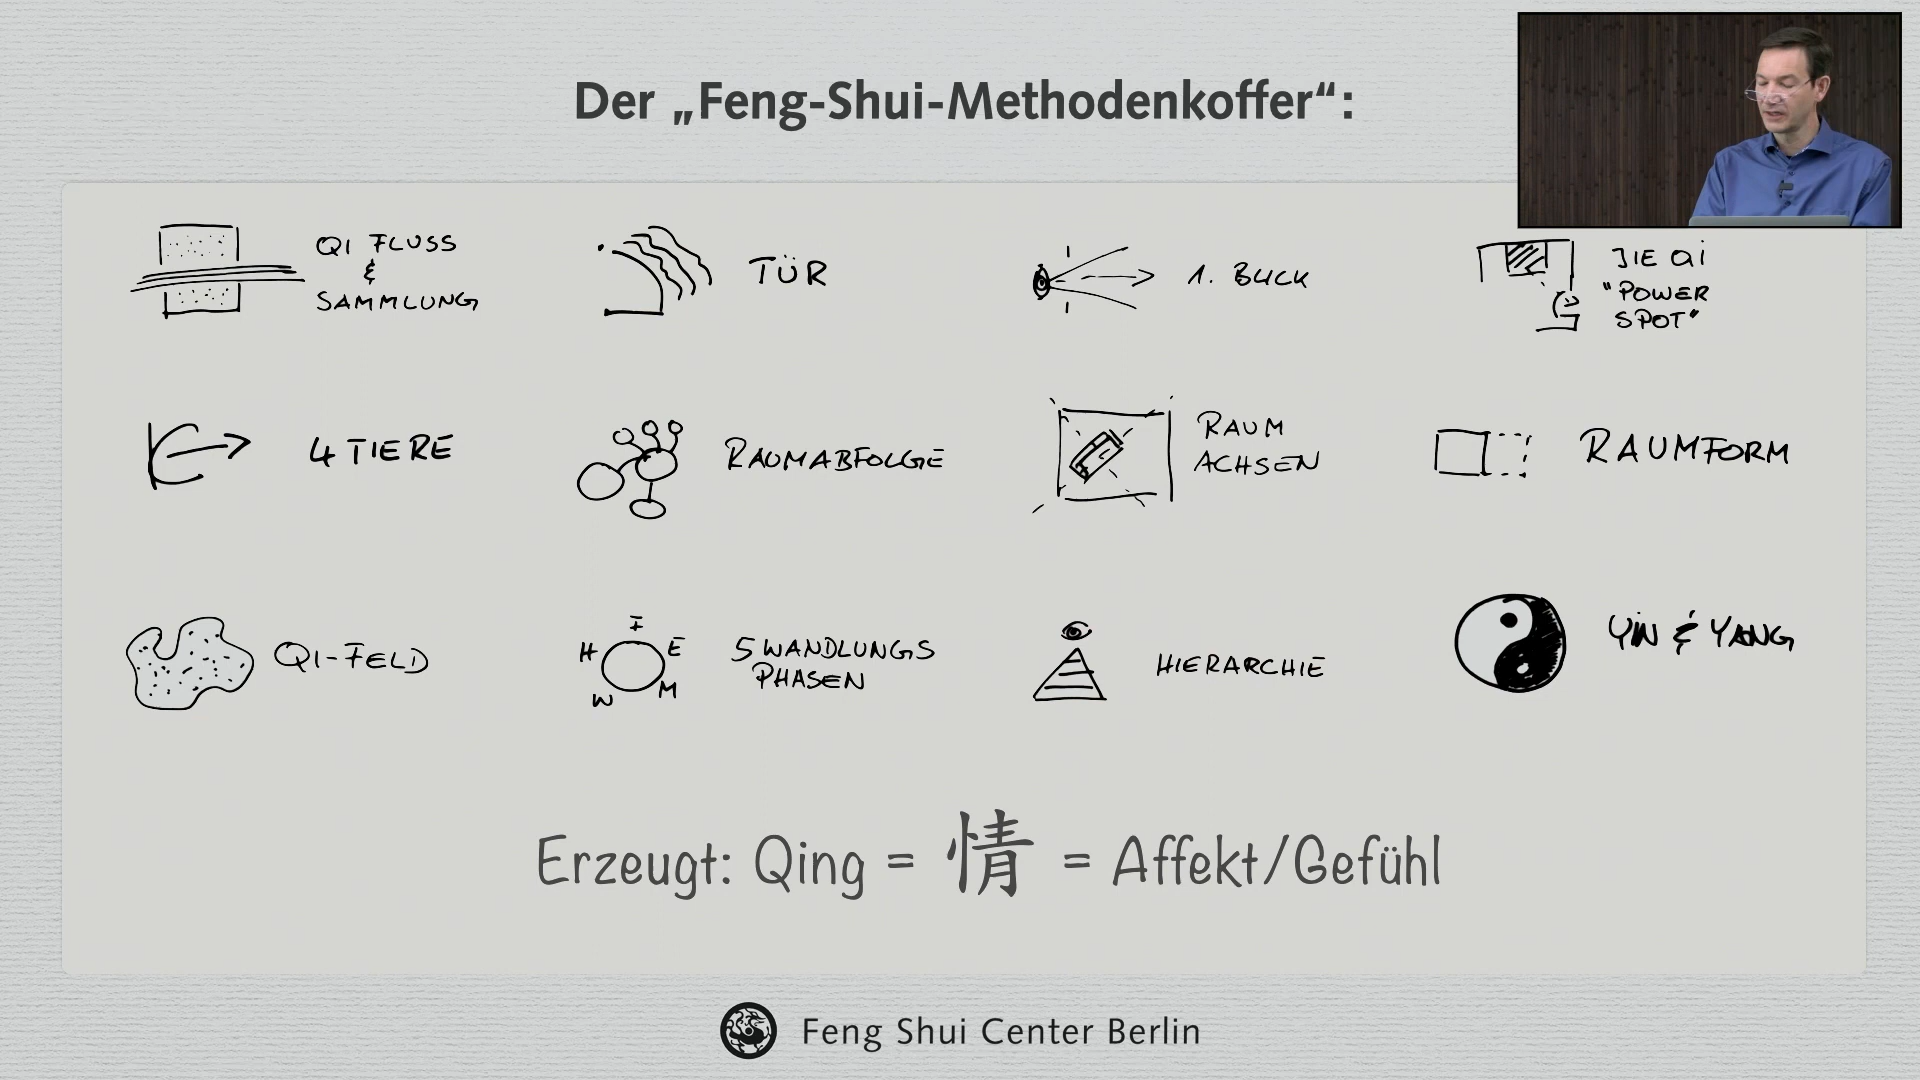 Der „Feng-Shui-Methodenkoffer“:
QI FLUSS
&
SAMMLUNG
TÜR
1. BLICK
JIE QI
"POWER
SPOT"
4 TIERE
RAUMABFOLGE
RAUM
ACHSEN
RAUMFORM
QI-FELD
F
H E
W M
5 WANDLUNGS
PHASEN
HIERARCHIE
YIN & YANG
Erzeugt: Qing = 情 = Affekt/Gefühl
Feng Shui Center Berlin